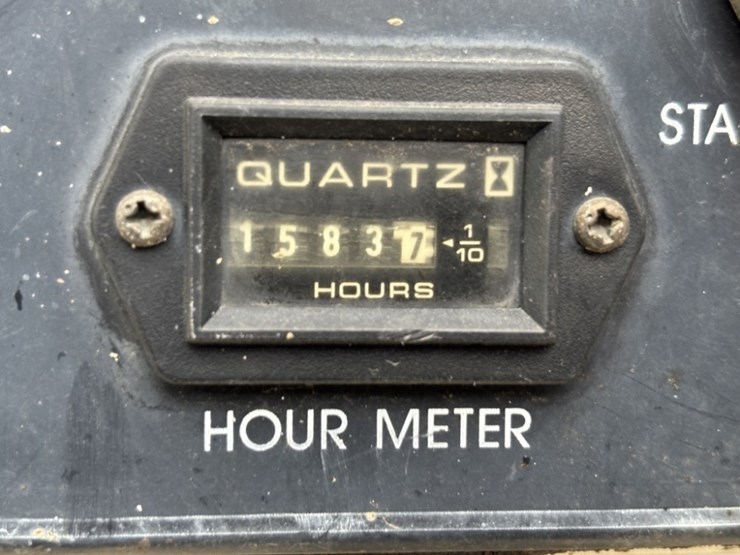 STA
QUARTZ
15837 ◂ 1/10
HOURS
HOUR METER